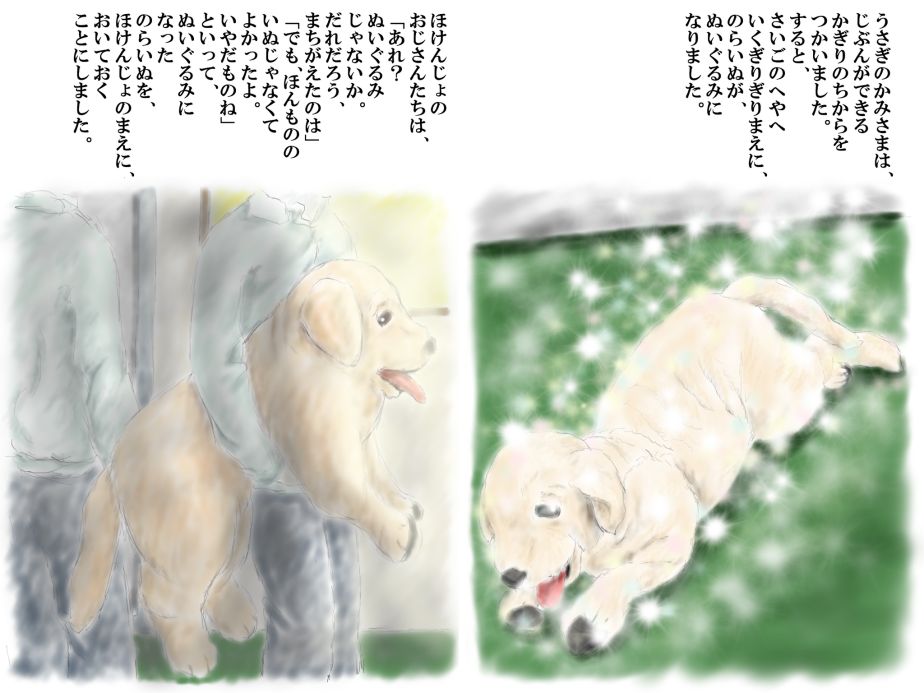 うさぎのかみさまは、
じぶんができる
かぎりのちからを
つかいました。
すると、
さいごのへやへ
いくぎりぎりまえに、
のらいぬが、
ぬいぐるみに
なりました。
ほけんじょの
おじさんたちは、
「あれ？
ぬいぐるみ
じゃないか。
だれだろう、
まちがえたのは」
「でも、ほんものの
いぬじゃなくて
よかったよ。
いやだものね」
といって、
ぬいぐるみに
なった
のらいぬを、
ほけんじょのまえに、
おいておく
ことにしました。